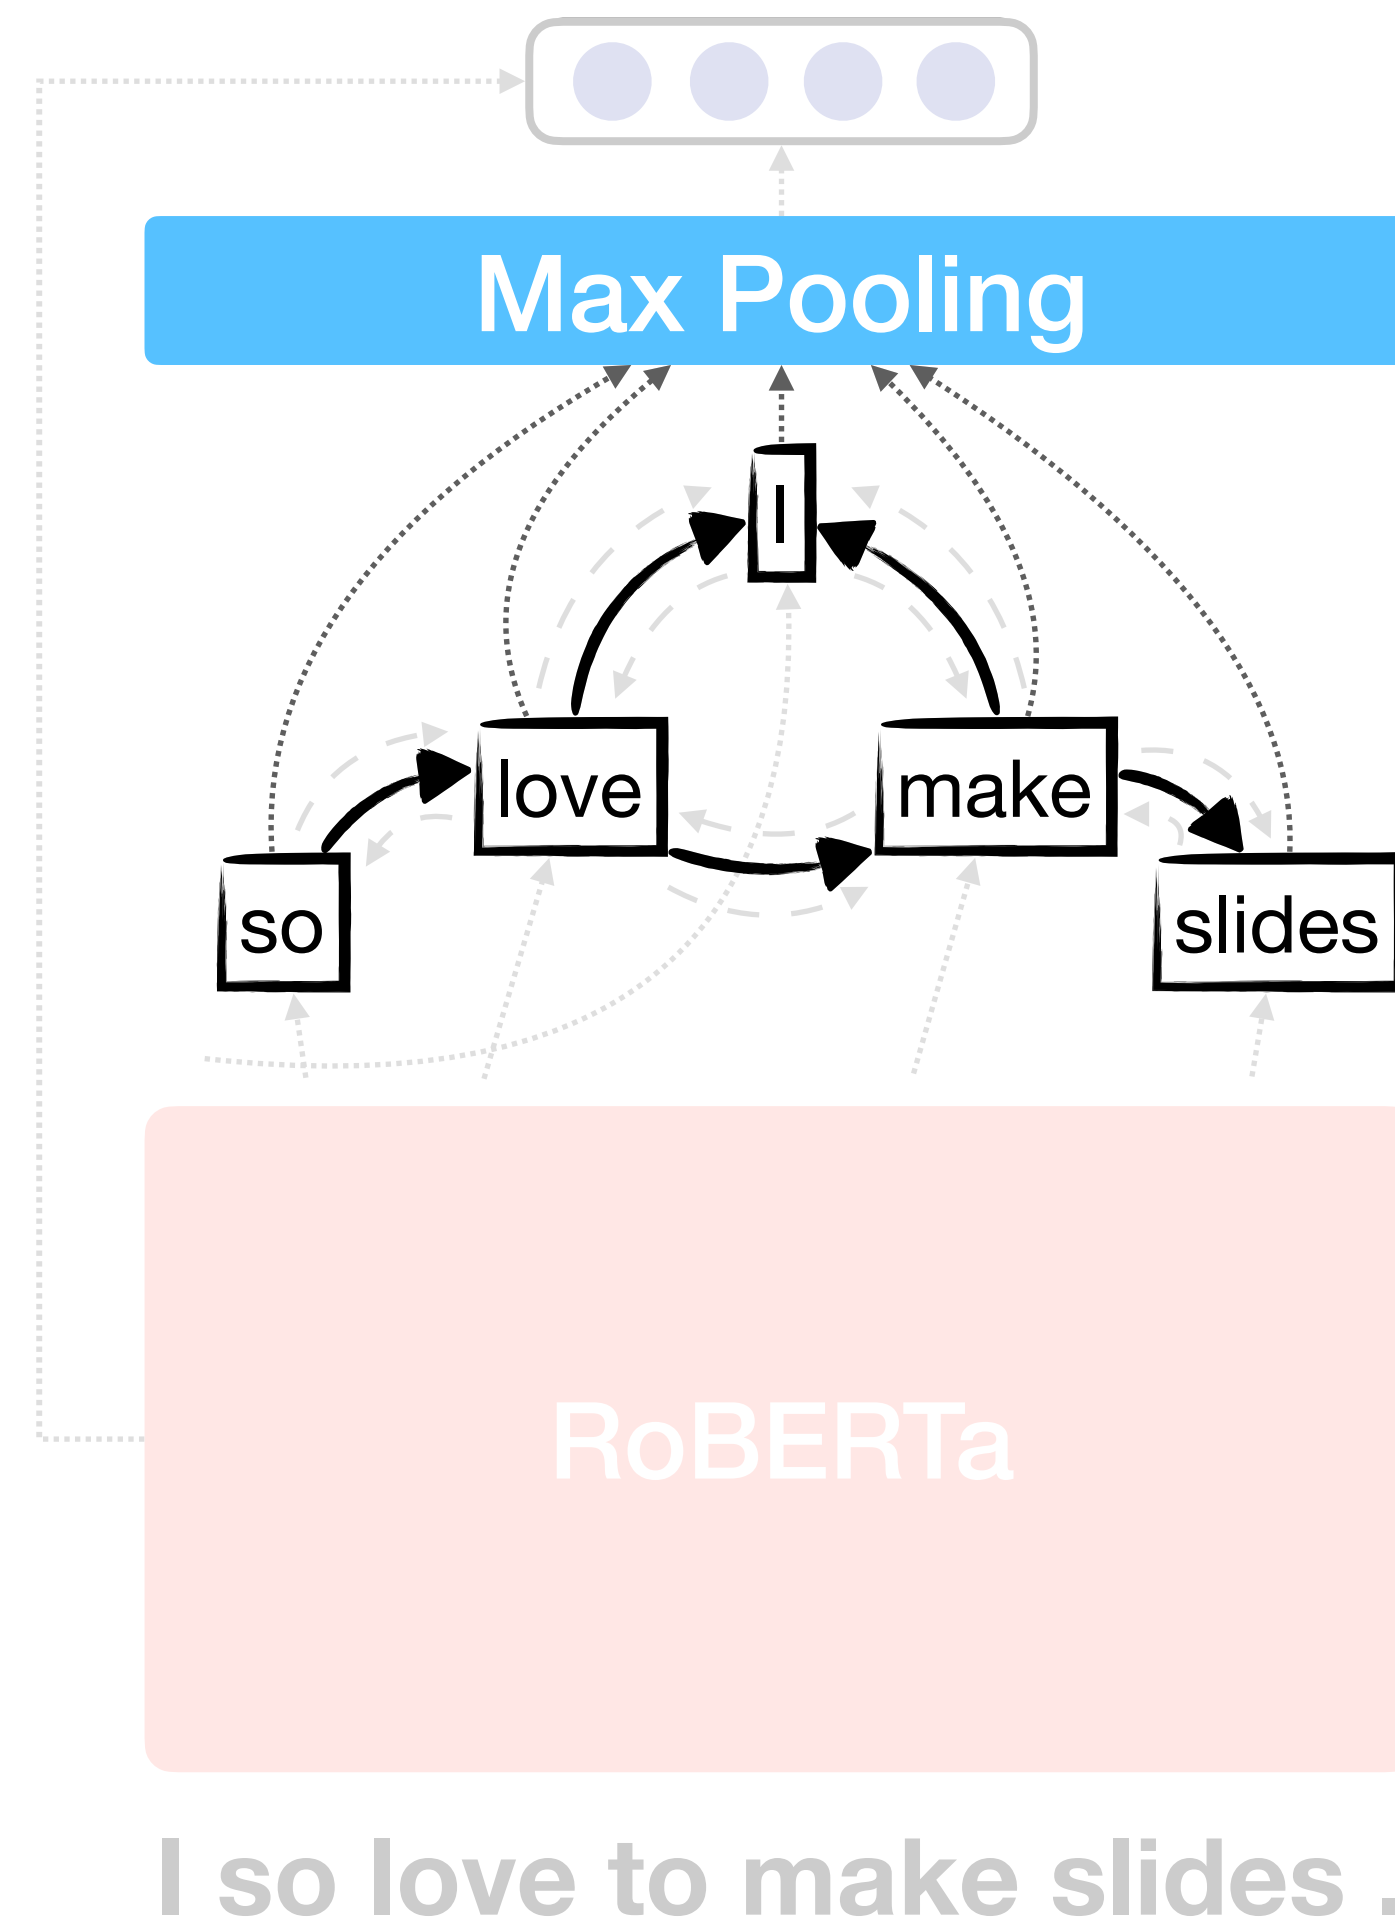 Max Pooling
I
love
make
so
slides
RoBERTa
I so love to make slides .